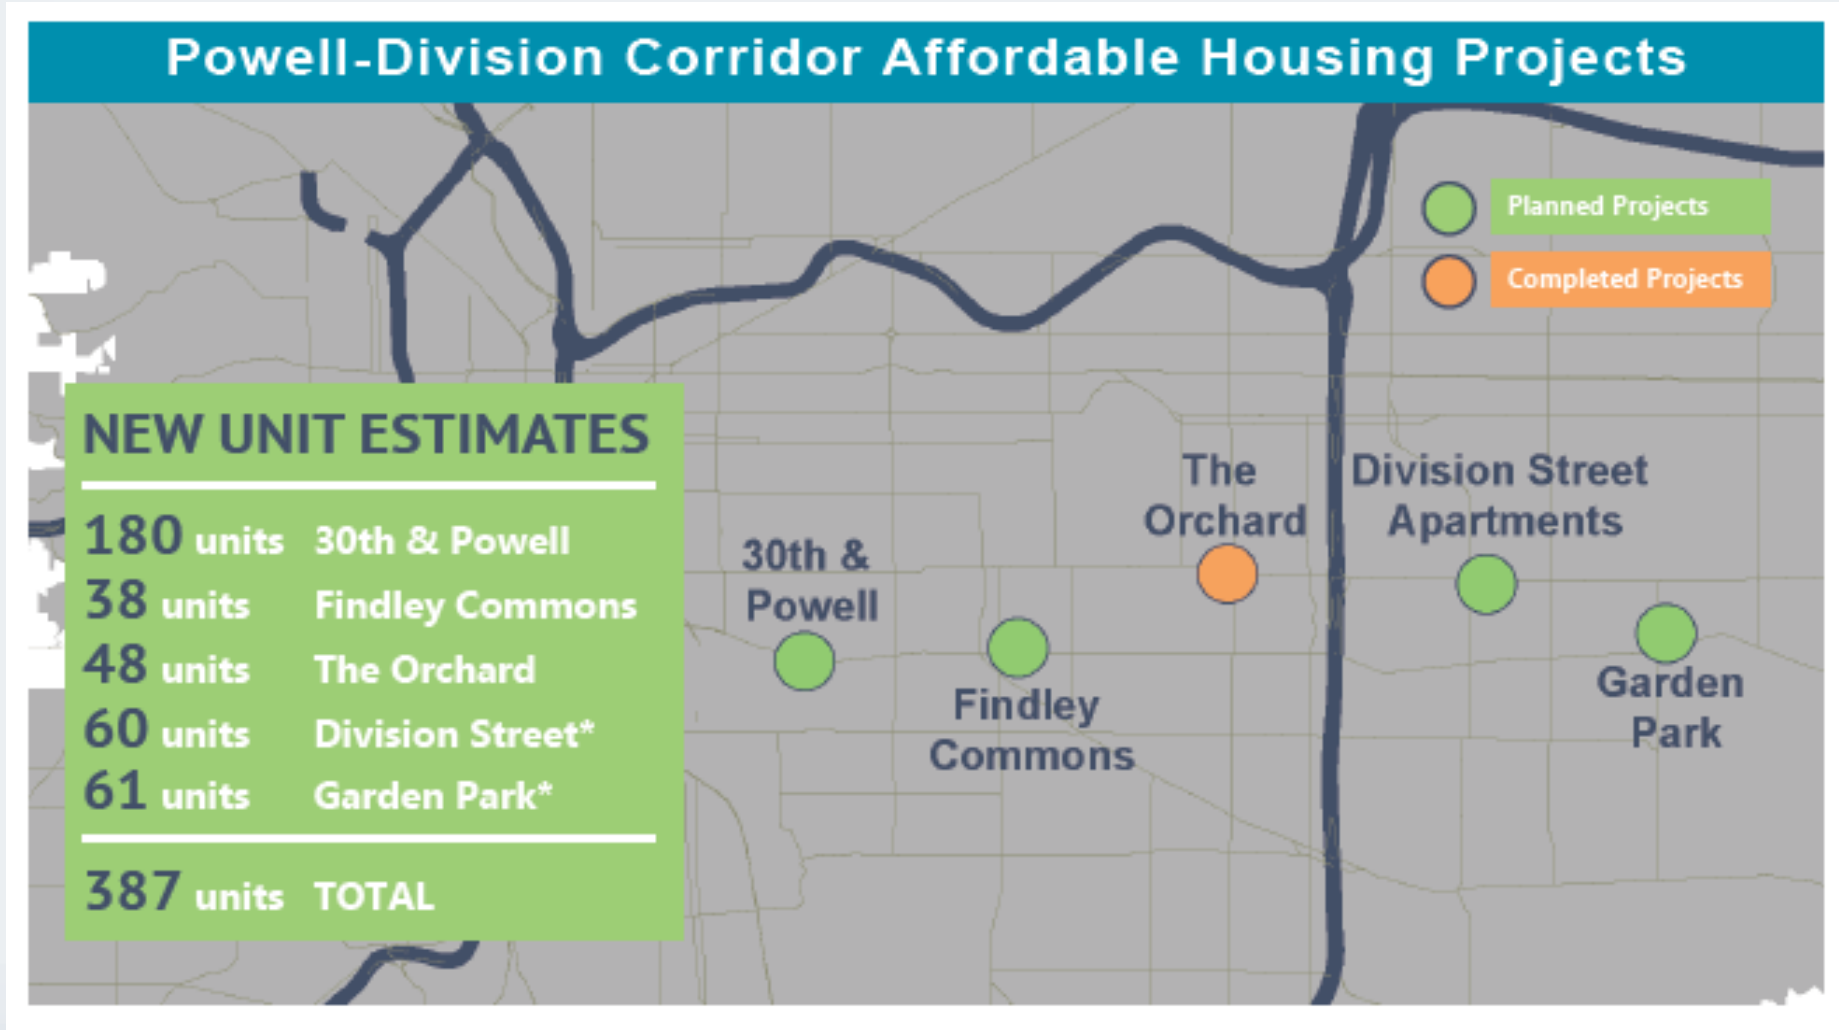 Powell-Division Corridor Affordable Housing Projects
Planned Projects
Completed Projects
NEW UNIT ESTIMATES
180 units 30th & Powell
38 units Findley Commons
48 units The Orchard
60 units Division Street*
61 units Garden Park*
387 units TOTAL
30th &
Powell
Findley
Commons
The
Orchard
Division Street
Apartments
Garden
Park